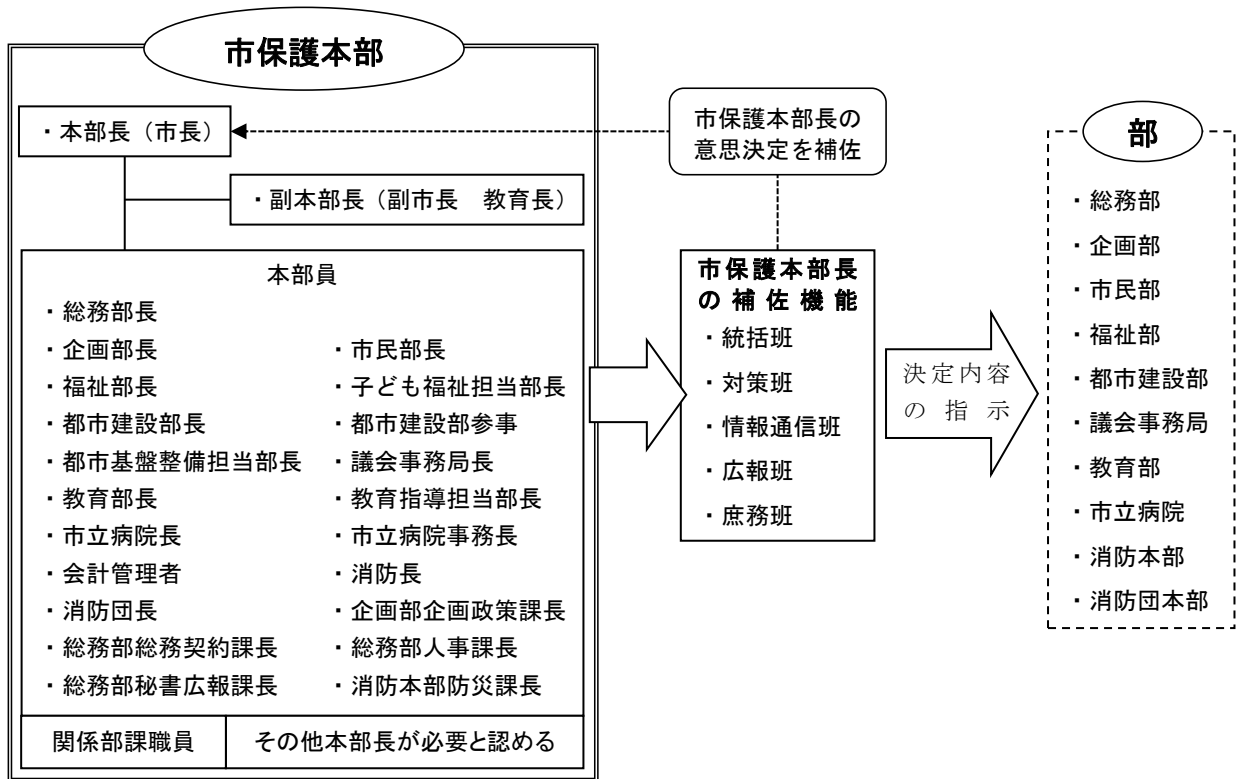 市保護本部
・本部長（市長）
・副本部長（副市長　教育長）
本部員
・総務部長
・企画部長
・市民部長
・福祉部長
・子ども福祉担当部長
・都市建設部長
・都市建設部参事
・都市基盤整備担当部長
・議会事務局長
・教育部長
・教育指導担当部長
・市立病院長
・市立病院事務長
・会計管理者
・消防長
・消防団長
・企画部企画政策課長
・総務部総務契約課長
・総務部人事課長
・総務部秘書広報課長
・消防本部防災課長
関係部課職員
その他本部長が必要と認める
市保護本部長の
意思決定を補佐
市保護本部長
の補佐機能
・統括班
・対策班
・情報通信班
・広報班
・庶務班
決定内容
の指示
部
・総務部
・企画部
・市民部
・福祉部
・都市建設部
・議会事務局
・教育部
・市立病院
・消防本部
・消防団本部